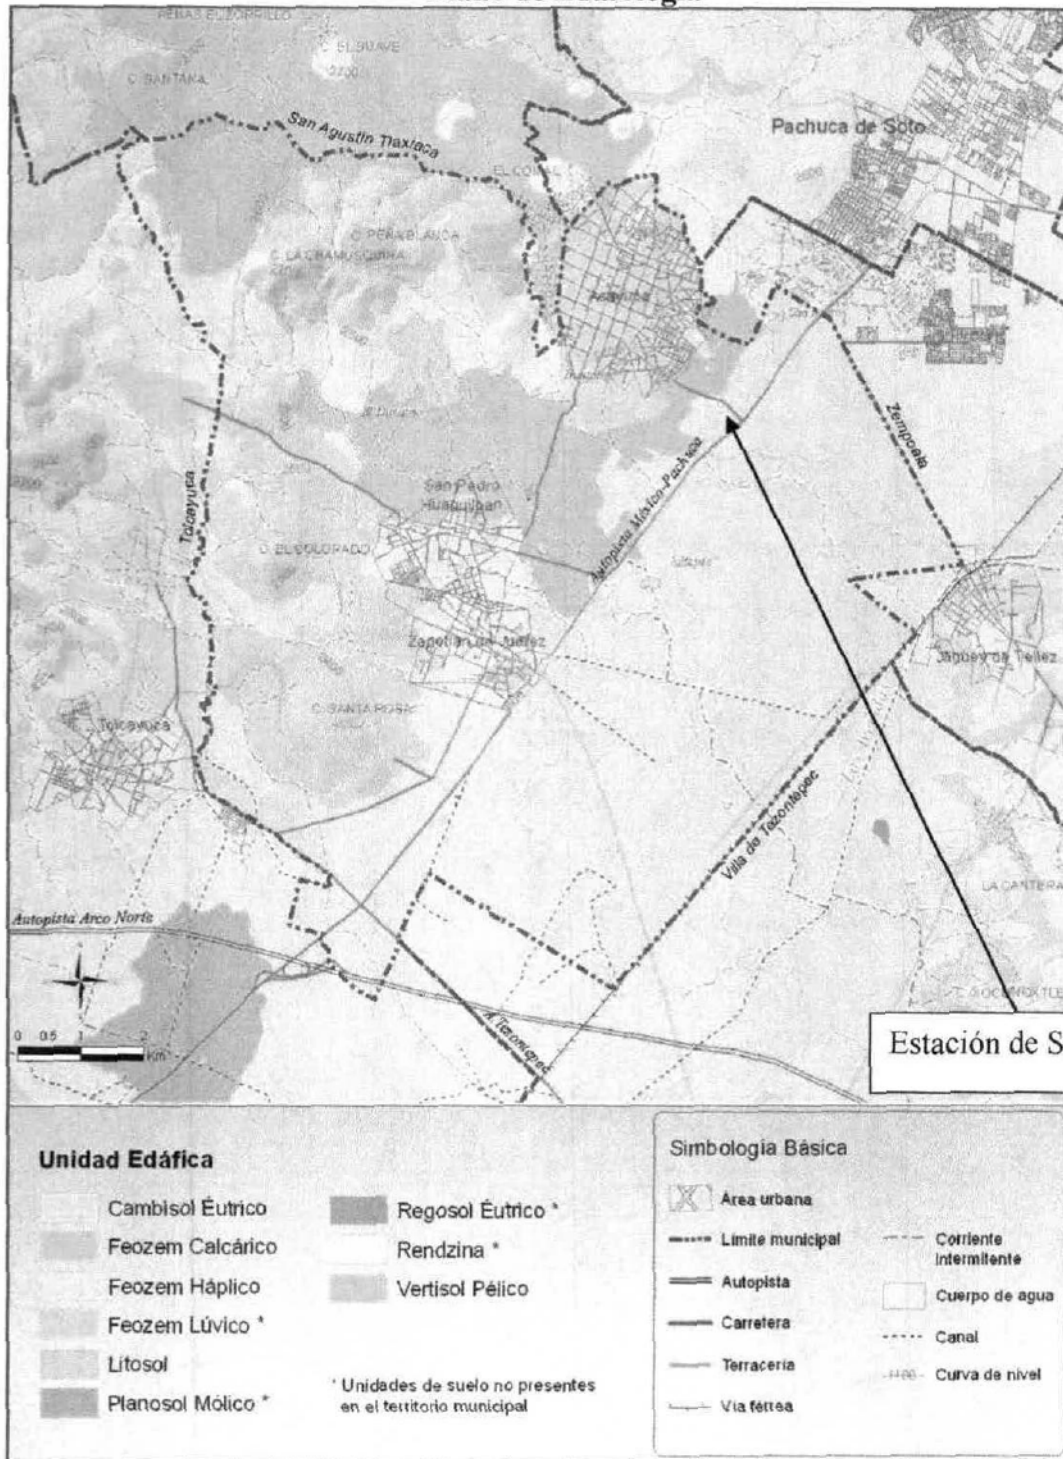 C. EL SUAVE
C. SANTANA
San Agustín Tlaxiaca
Pachuca de Soto
C. PEÑA BLANCA
Zempoala
San Pedro
Huaquilpan
Tolcayuca
Autopista México-Pachuca
C. EL COLORADO
Zapotlán de Juárez
Jagüey de Téllez
C. SANTA ROSA
Tolcayuca
Villa de Tezontepec
LA CANTERA
Autopista Arco Norte
0 0.5 1 2
Km
Estación de S
Unidad Edáfica
Cambisol Éutrico
Feozem Calcárico
Feozem Háplico
Feozem Lúvico *
Litosol
Planosol Mólico *
Regosol Éutrico *
Rendzina *
Vertisol Pélico
* Unidades de suelo no presentes
en el territorio municipal
Simbología Básica
Área urbana
Límite municipal
Autopista
Carretera
Terracería
Vía férrea
Corriente
Intermitente
Cuerpo de agua
Canal
Curva de nivel